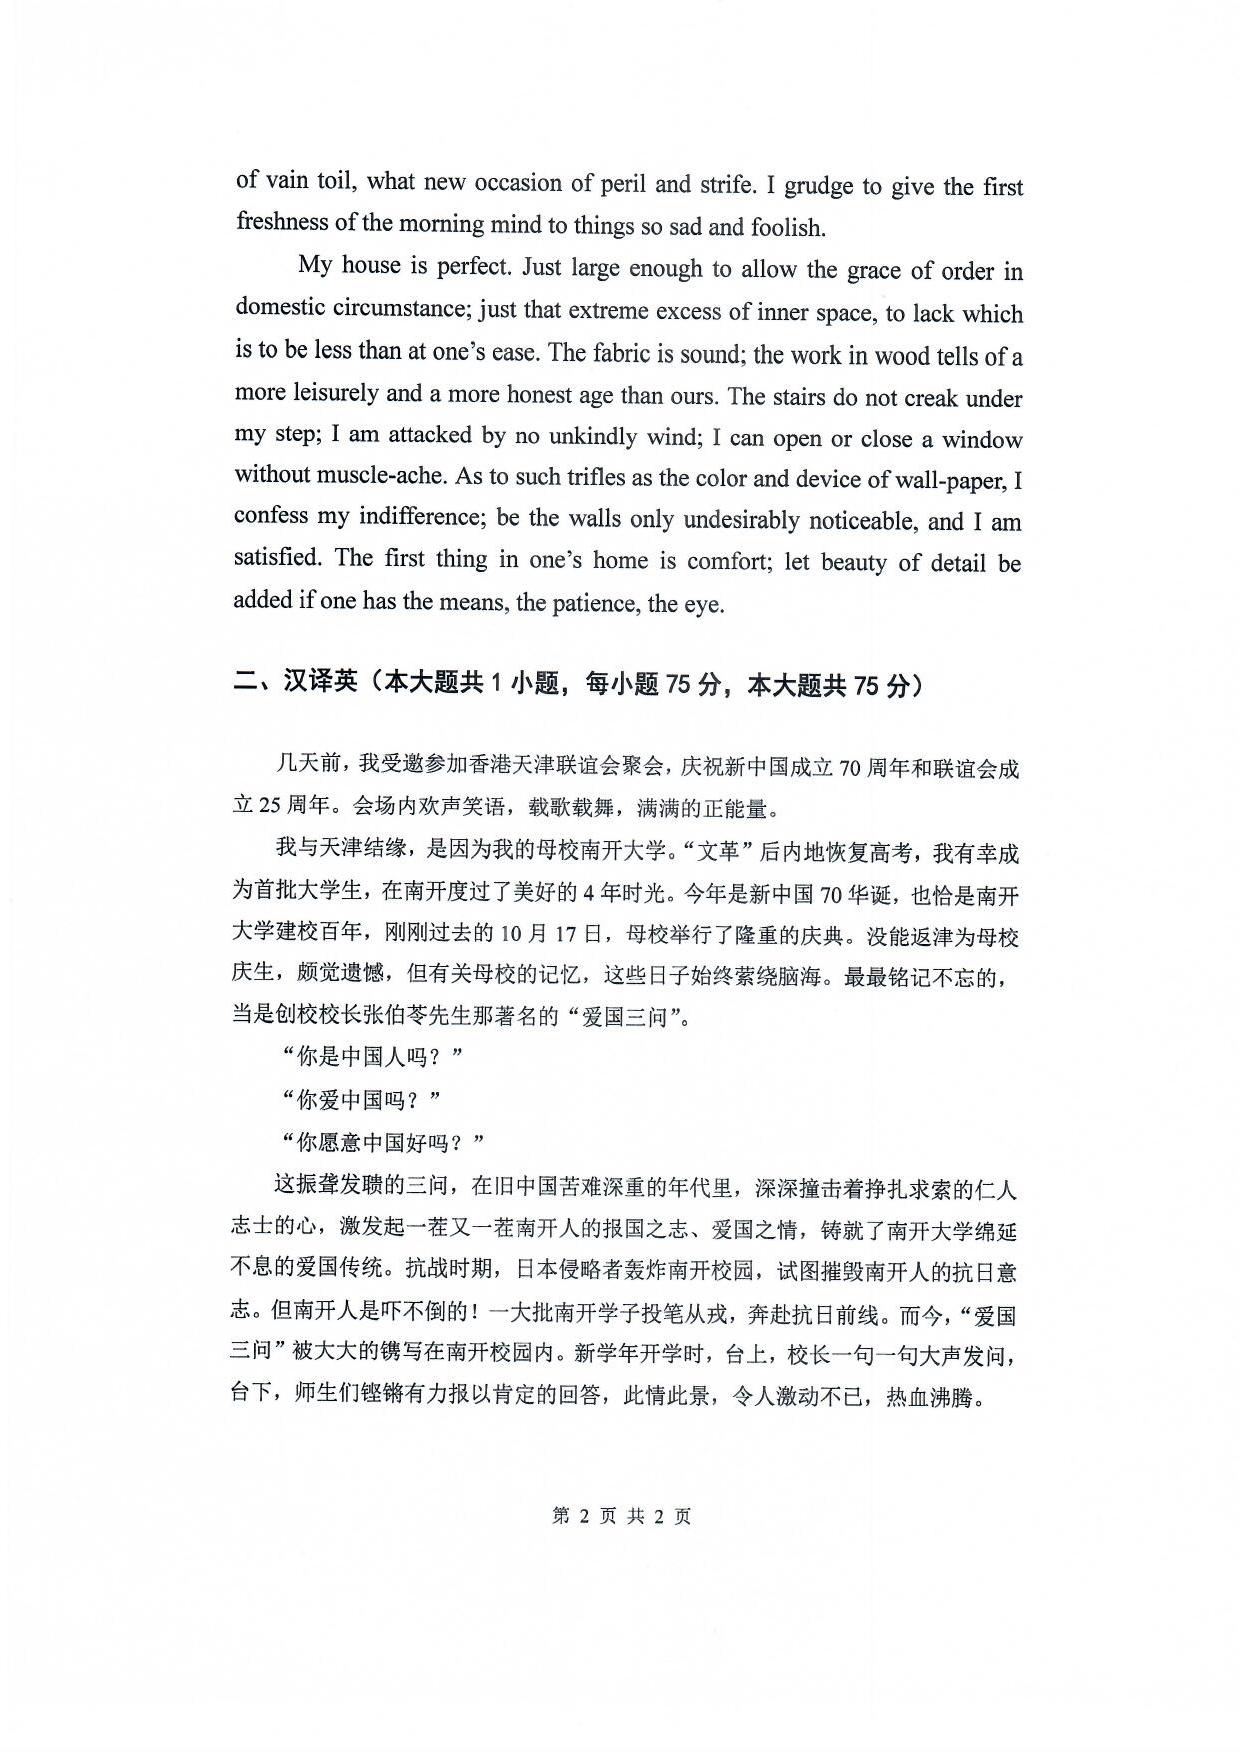 of vain toil, what new occasion of peril and strife. I grudge to give the first
freshness of the morning mind to things so sad and foolish.
My house is perfect. Just large enough to allow the grace of order in
domestic circumstance; just that extreme excess of inner space, to lack which
is to be less than at one's ease. The fabric is sound; the work in wood tells of a
more leisurely and a more honest age than ours. The stairs do not creak under
my step; I am attacked by no unkindly wind; I can open or close a window
without muscle-ache. As to such trifles as the color and device of wall-paper, I
confess my indifference; be the walls only undesirably noticeable, and I am
satisfied. The first thing in one's home is comfort; let beauty of detail be
added if one has the means, the patience, the eye.
二、汉译英（本大题共 1 小题，每小题 75 分，本大题共 75 分）
几天前，我受邀参加香港天津联谊会聚会，庆祝新中国成立 70 周年和联谊会成
立 25 周年。会场内欢声笑语，载歌载舞，满满的正能量。
我与天津结缘，是因为我的母校南开大学。“文革”后内地恢复高考，我有幸成
为首批大学生，在南开度过了美好的 4 年时光。今年是新中国 70 华诞，也恰是南开
大学建校百年，刚刚过去的 10 月 17 日，母校举行了隆重的庆典。没能返津为母校
庆生，颇觉遗憾，但有关母校的记忆，这些日子始终萦绕脑海。最最铭记不忘的，
当是创校校长张伯苓先生那著名的“爱国三问”。
“你是中国人吗？”
“你爱中国吗？”
“你愿意中国好吗？”
这振聋发聩的三问，在旧中国苦难深重的年代里，深深撞击着挣扎求索的仁人
志士的心，激发起一茬又一茬南开人的报国之志、爱国之情，铸就了南开大学绵延
不息的爱国传统。抗战时期，日本侵略者轰炸南开校园，试图摧毁南开人的抗日意
志。但南开人是吓不倒的！一大批南开学子投笔从戎，奔赴抗日前线。而今，“爱国
三问”被大大的镌写在南开校园内。新学年开学时，台上，校长一句一句大声发问，
台下，师生们铿锵有力报以肯定的回答，此情此景，令人激动不已，热血沸腾。
第 2 页 共 2 页